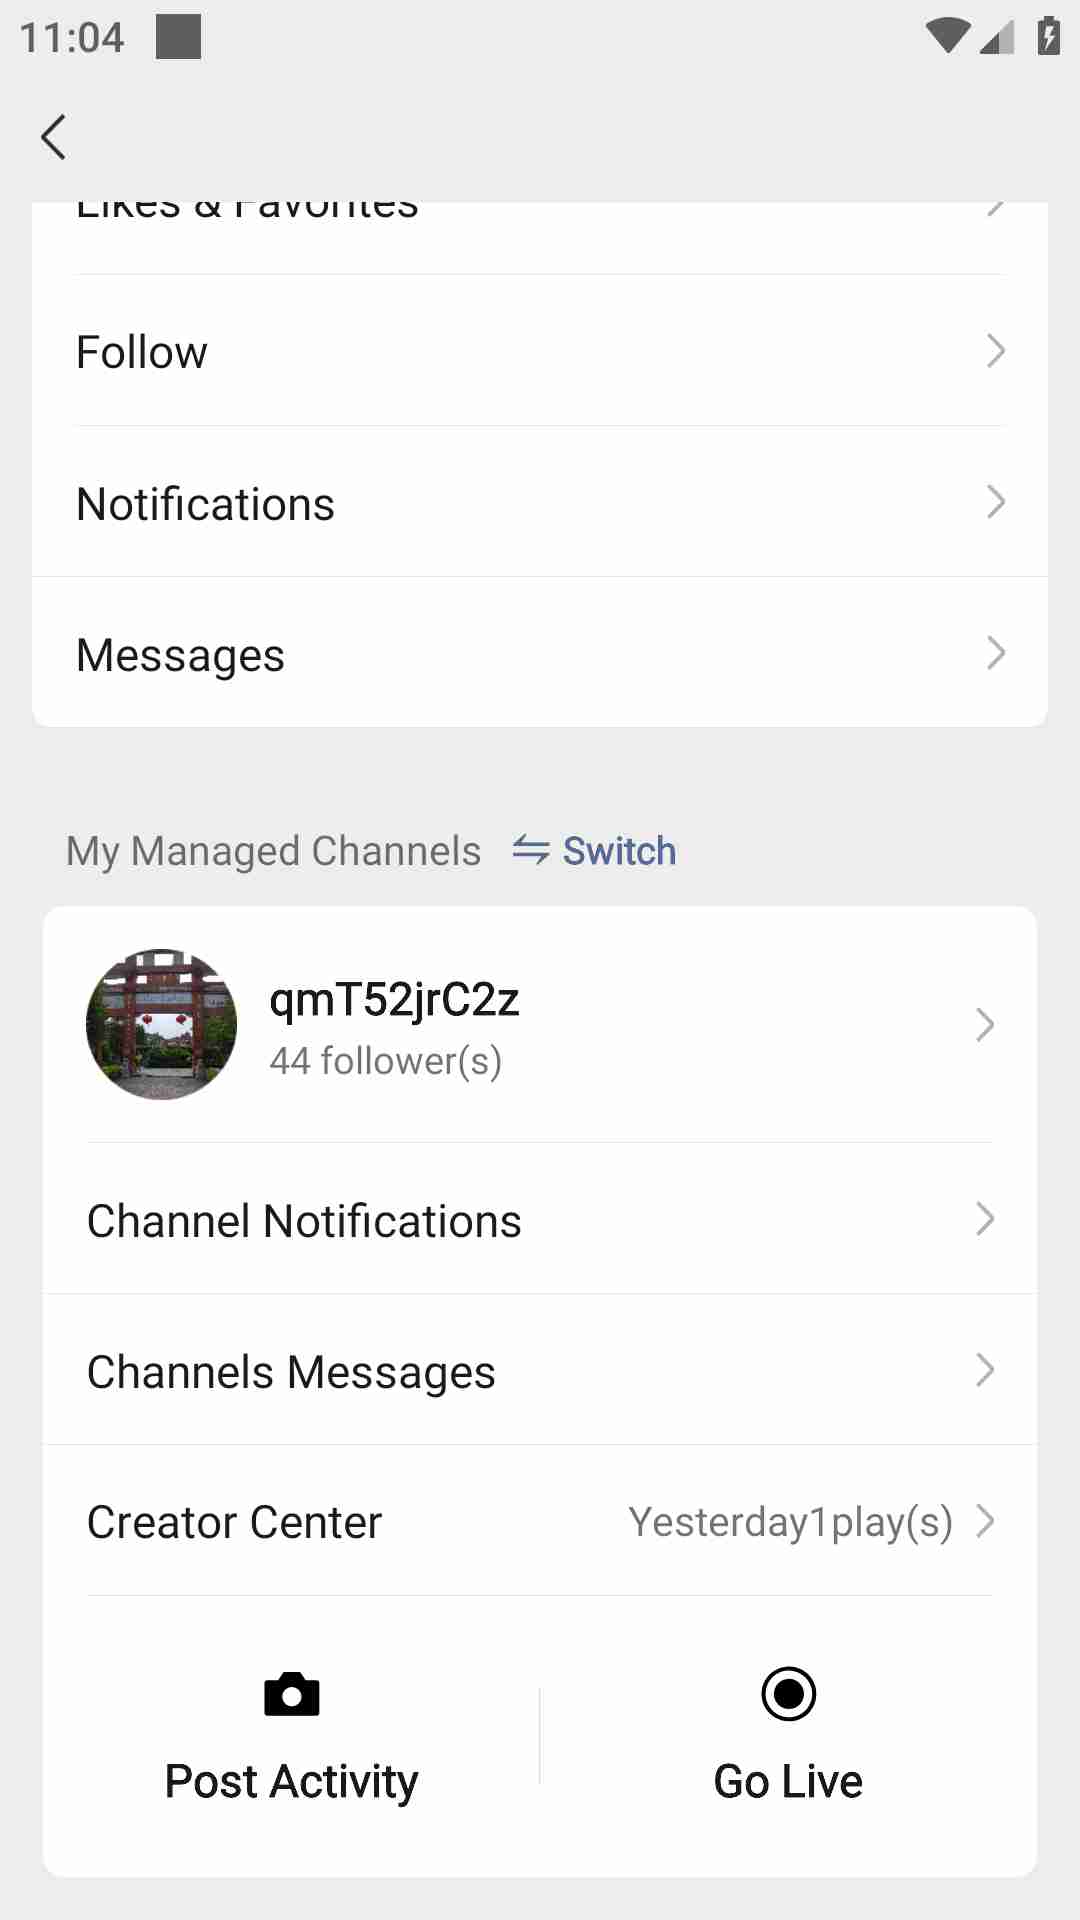 11:04
Likes & Favorites
Follow
Notifications
Messages
My Managed Channels Switch
qmT52jrC2z
44 follower(s)
Channel Notifications
Channels Messages
Creator Center Yesterday1play(s)
Post Activity Go Live